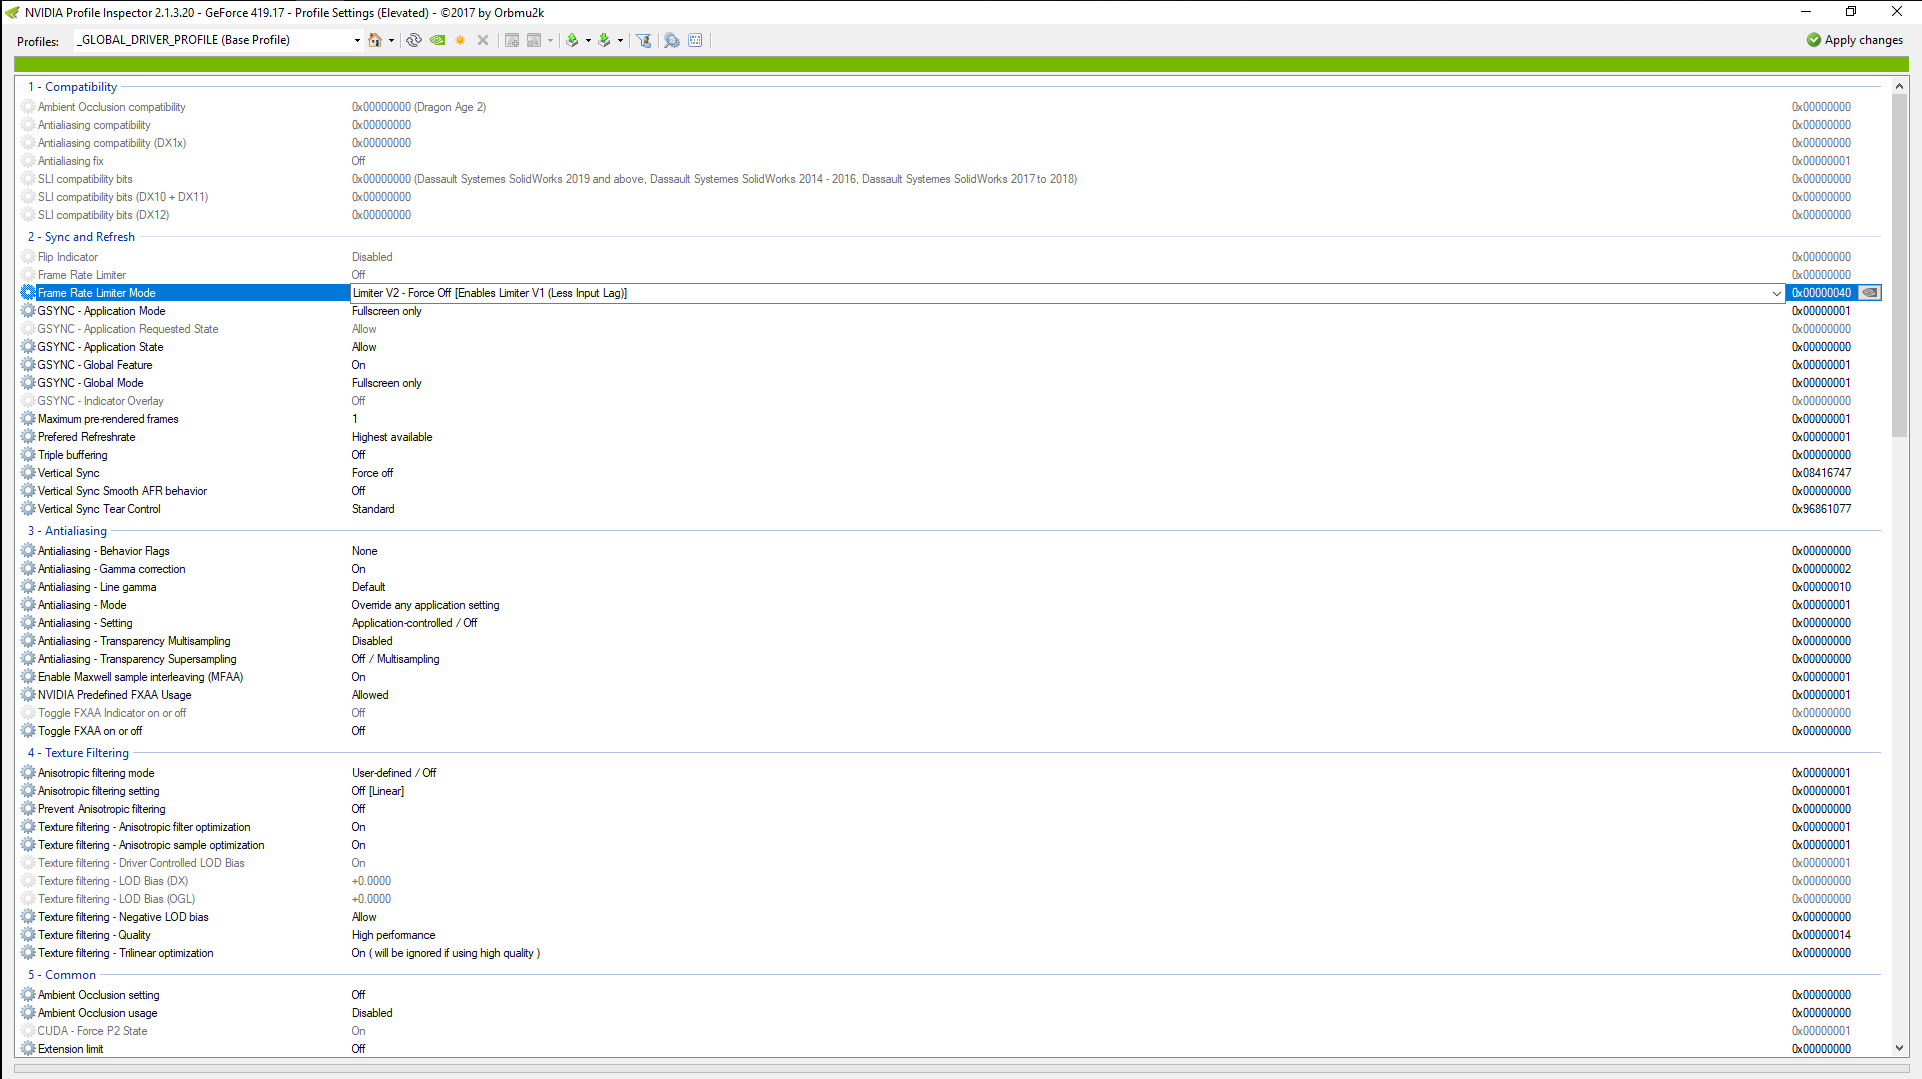 NVIDIA Profile Inspector 2.1.3.20 - GeForce 419.17 - Profile Settings (Elevated) - ©2017 by Orbmu2k
Profiles: _GLOBAL_DRIVER_PROFILE (Base Profile) Apply changes
1 - Compatibility
Ambient Occlusion compatibility 0x00000000 (Dragon Age 2) 0x00000000
Antialiasing compatibility 0x00000000 0x00000000
Antialiasing compatibility (DX1x) 0x00000000 0x00000000
Antialiasing fix Off 0x00000001
SLI compatibility bits 0x00000000 (Dassault Systemes SolidWorks 2019 and above, Dassault Systemes SolidWorks 2014 - 2016, Dassault Systemes SolidWorks 2017 to 2018) 0x00000000
SLI compatibility bits (DX10 + DX11) 0x00000000 0x00000000
SLI compatibility bits (DX12) 0x00000000 0x00000000
2 - Sync and Refresh
Flip Indicator Disabled 0x00000000
Frame Rate Limiter Off 0x00000000
Frame Rate Limiter Mode Limiter V2 - Force Off [Enables Limiter V1 (Less Input Lag)] 0x00000040
GSYNC - Application Mode Fullscreen only 0x00000001
GSYNC - Application Requested State Allow 0x00000000
GSYNC - Application State Allow 0x00000000
GSYNC - Global Feature On 0x00000001
GSYNC - Global Mode Fullscreen only 0x00000001
GSYNC - Indicator Overlay Off 0x00000000
Maximum pre-rendered frames 1 0x00000001
Prefered Refreshrate Highest available 0x00000001
Triple buffering Off 0x00000000
Vertical Sync Force off 0x08416747
Vertical Sync Smooth AFR behavior Off 0x00000000
Vertical Sync Tear Control Standard 0x96861077
3 - Antialiasing
Antialiasing - Behavior Flags None 0x00000000
Antialiasing - Gamma correction On 0x00000002
Antialiasing - Line gamma Default 0x00000010
Antialiasing - Mode Override any application setting 0x00000001
Antialiasing - Setting Application-controlled / Off 0x00000000
Antialiasing - Transparency Multisampling Disabled 0x00000000
Antialiasing - Transparency Supersampling Off / Multisampling 0x00000000
Enable Maxwell sample interleaving (MFAA) On 0x00000001
NVIDIA Predefined FXAA Usage Allowed 0x00000001
Toggle FXAA Indicator on or off Off 0x00000000
Toggle FXAA on or off Off 0x00000000
4 - Texture Filtering
Anisotropic filtering mode User-defined / Off 0x00000001
Anisotropic filtering setting Off [Linear] 0x00000001
Prevent Anisotropic filtering Off 0x00000000
Texture filtering - Anisotropic filter optimization On 0x00000001
Texture filtering - Anisotropic sample optimization On 0x00000001
Texture filtering - Driver Controlled LOD Bias On 0x00000001
Texture filtering - LOD Bias (DX) +0.0000 0x00000000
Texture filtering - LOD Bias (OGL) +0.0000 0x00000000
Texture filtering - Negative LOD bias Allow 0x00000000
Texture filtering - Quality High performance 0x00000014
Texture filtering - Trilinear optimization On ( will be ignored if using high quality ) 0x00000000
5 - Common
Ambient Occlusion setting Off 0x00000000
Ambient Occlusion usage Disabled 0x00000000
CUDA - Force P2 State On 0x00000001
Extension limit Off 0x00000000